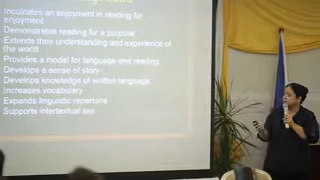 Inculcates an enjoyment in reading for
enjoyment
Demonstrates reading for a purpose
Extends their understanding and experience of
the world
Provides a model for language and reading
Develops a sense of story
Develops knowledge of written language
Increases vocabulary
Expands linguistic repertoire
Supports intertextual